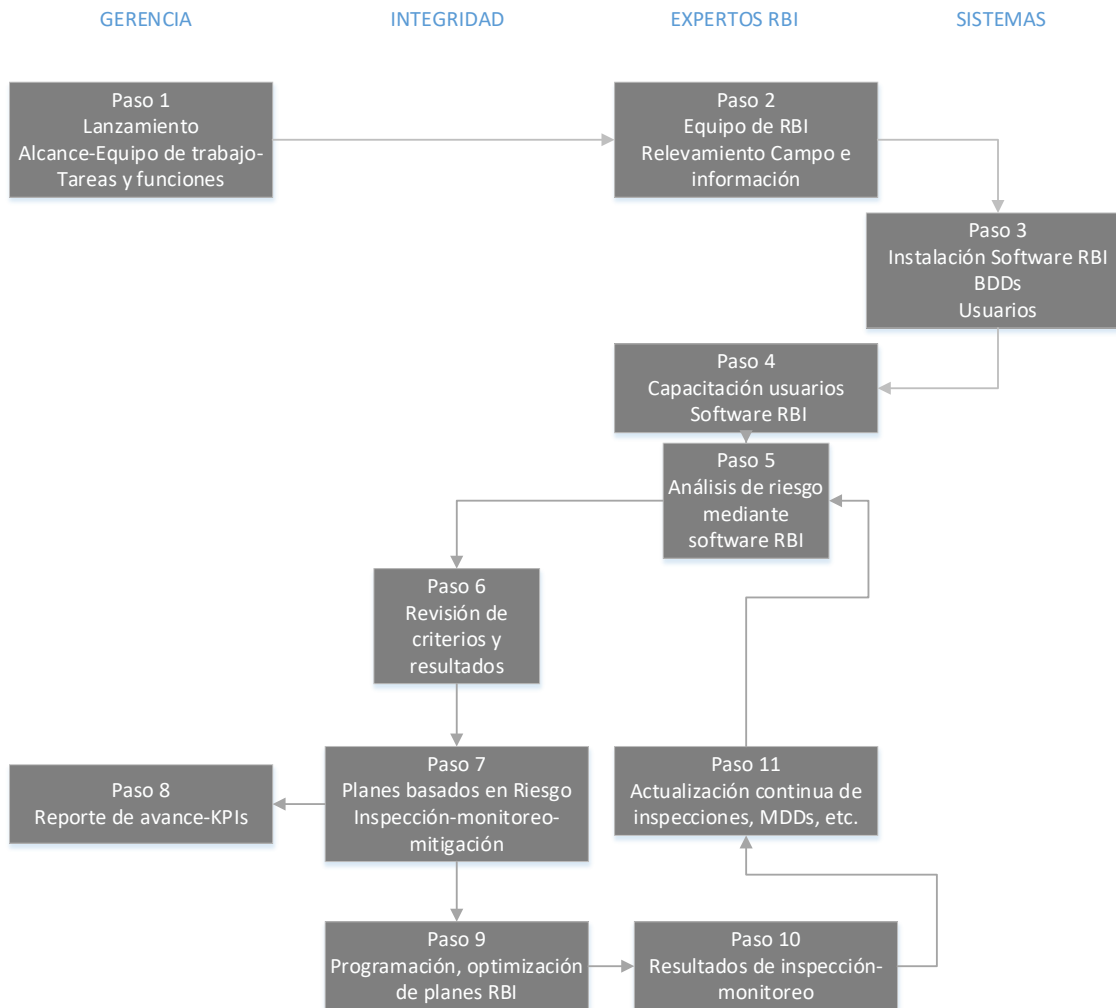 GERENCIA
INTEGRIDAD
EXPERTOS RBI
SISTEMAS
Paso 1
Lanzamiento
Alcance-Equipo de trabajo-
Tareas y funciones
Paso 2
Equipo de RBI
Relevamiento Campo e
información
Paso 3
Instalación Software RBI
BDDs
Usuarios
Paso 4
Capacitación usuarios
Software RBI
Paso 5
Análisis de riesgo
mediante
software RBI
Paso 6
Revisión de
criterios y
resultados
Paso 7
Planes basados en Riesgo
Inspección-monitoreo-
mitigación
Paso 8
Reporte de avance-KPIs
Paso 11
Actualización continua de
inspecciones, MDDs, etc.
Paso 9
Programación, optimización
de planes RBI
Paso 10
Resultados de inspección-
monitoreo